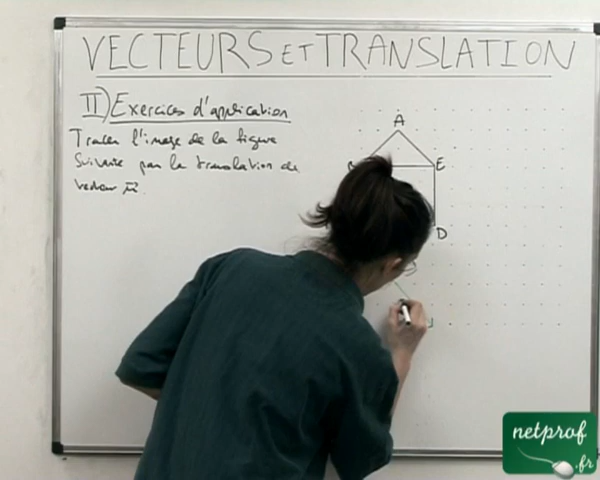 VECTEURS ET TRANSLATION
II) Exercices d'application
Tracer l'image de la figure
suivante par la translation de
vecteur
A
E
D
netprof
.fr